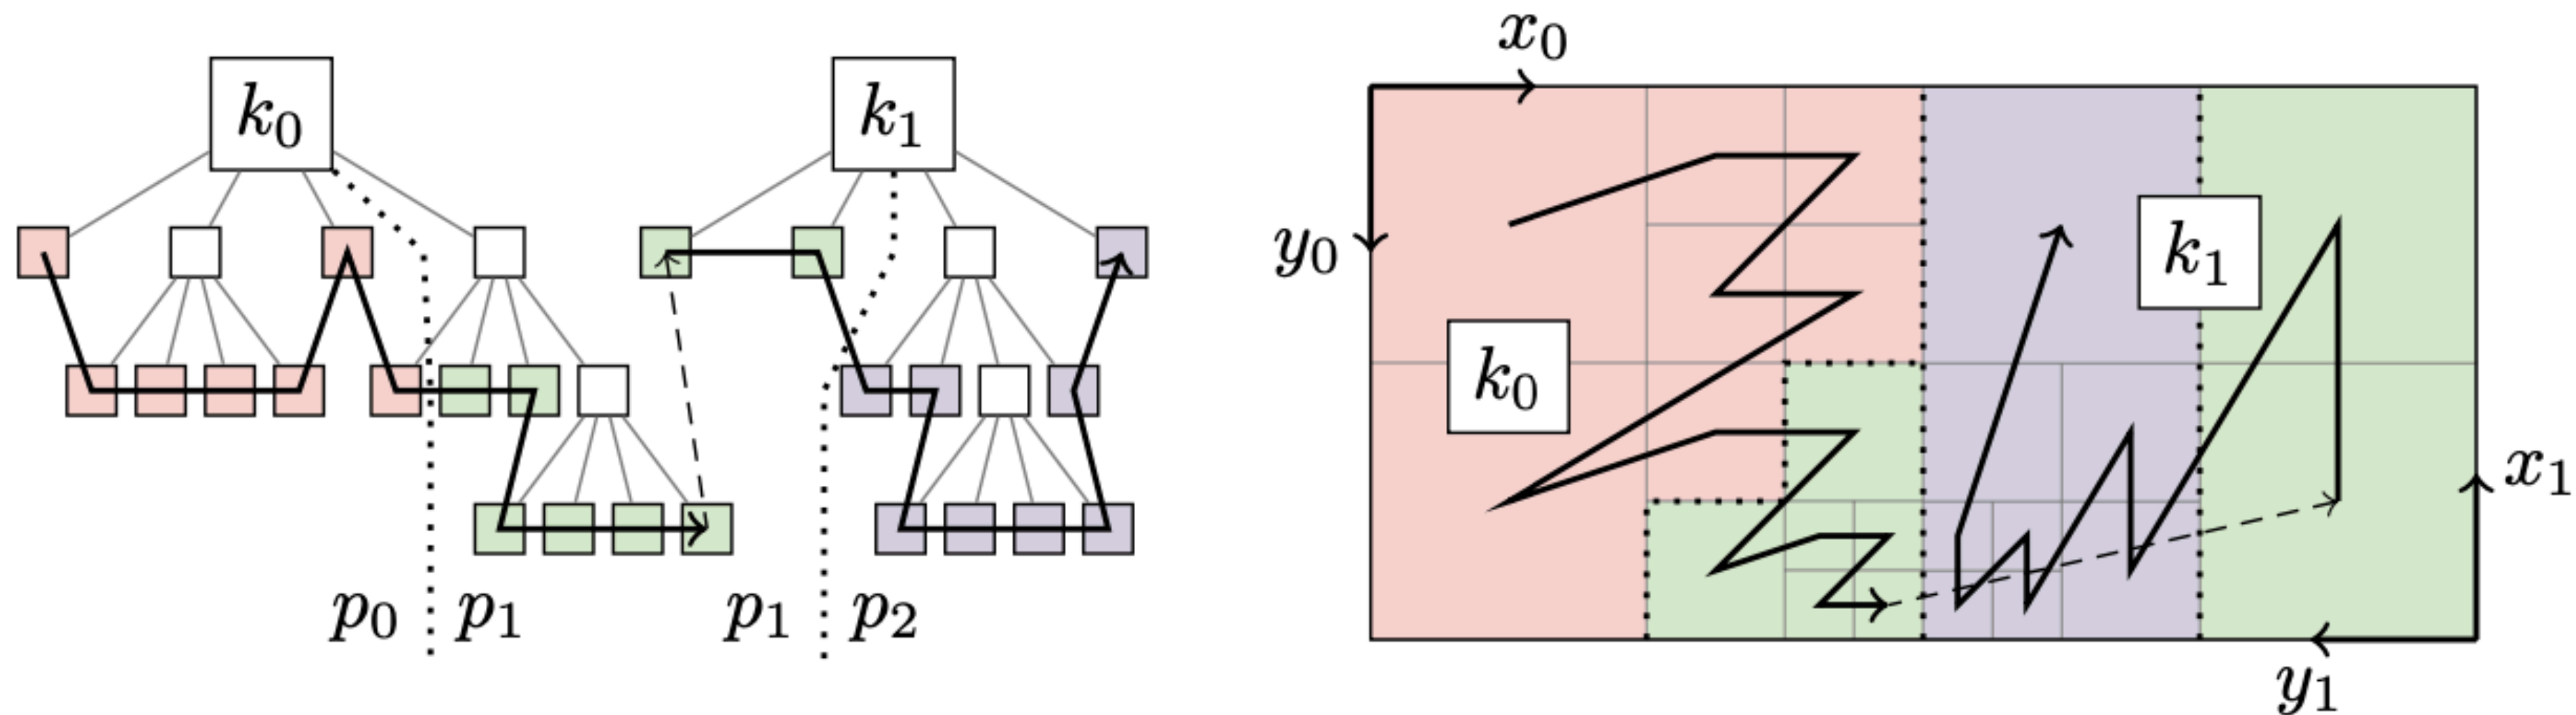 k₀
k₁
p₀ p₁
p₁ p₂
x₀
y₀
k₁
k₀
x₁
y₁